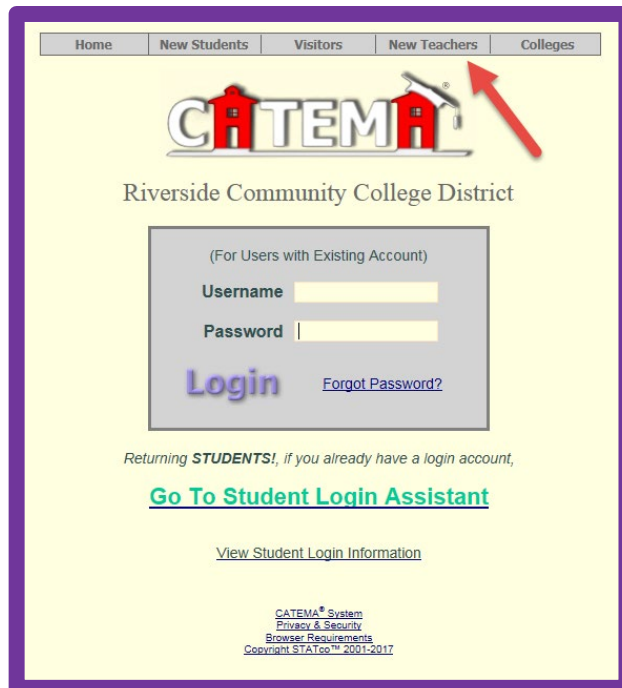 Home New Students Visitors New Teachers Colleges
CATEMA®
Riverside Community College District
(For Users with Existing Account)
Username
Password
Login Forgot Password?
Returning STUDENTS!, if you already have a login account,
Go To Student Login Assistant
View Student Login Information
CATEMA® System
Privacy & Security
Browser Requirements
Copyright STATco™ 2001-2017